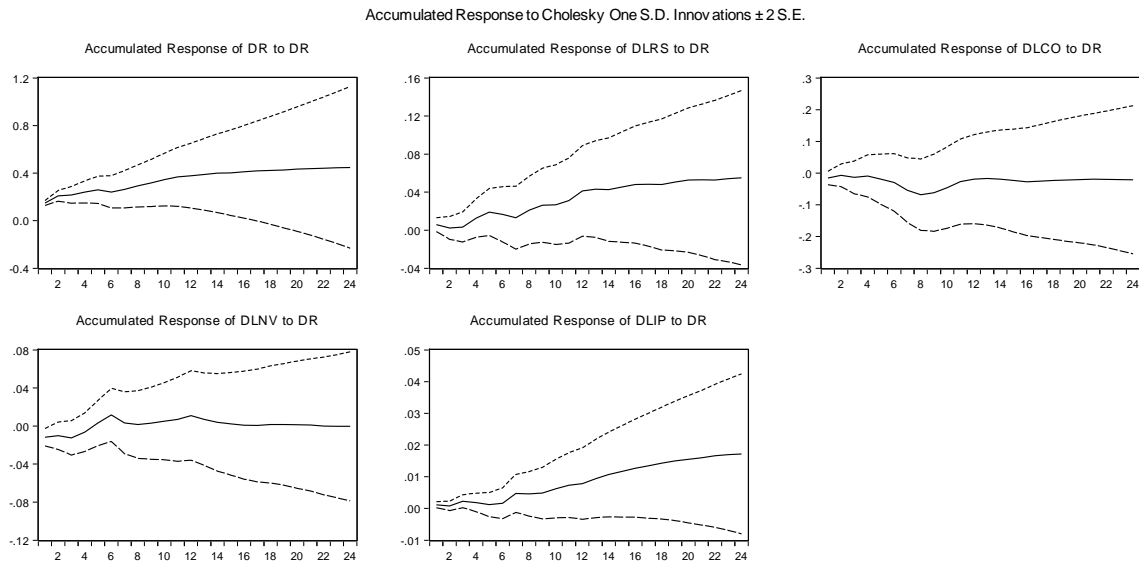 Accumulated Response to Cholesky One S.D. Innovations ± 2 S.E.
Accumulated Response of DR to DR
1.2
0.8
0.4
0.0
-0.4
2 4 6 8 10 12 14 16 18 20 22 24
Accumulated Response of DLRS to DR
.16
.12
.08
.04
.00
-.04
2 4 6 8 10 12 14 16 18 20 22 24
Accumulated Response of DLCO to DR
.3
.2
.1
.0
-.1
-.2
-.3
2 4 6 8 10 12 14 16 18 20 22 24
Accumulated Response of DLNV to DR
.08
.04
.00
-.04
-.08
-.12
2 4 6 8 10 12 14 16 18 20 22 24
Accumulated Response of DLIP to DR
.05
.04
.03
.02
.01
.00
-.01
2 4 6 8 10 12 14 16 18 20 22 24